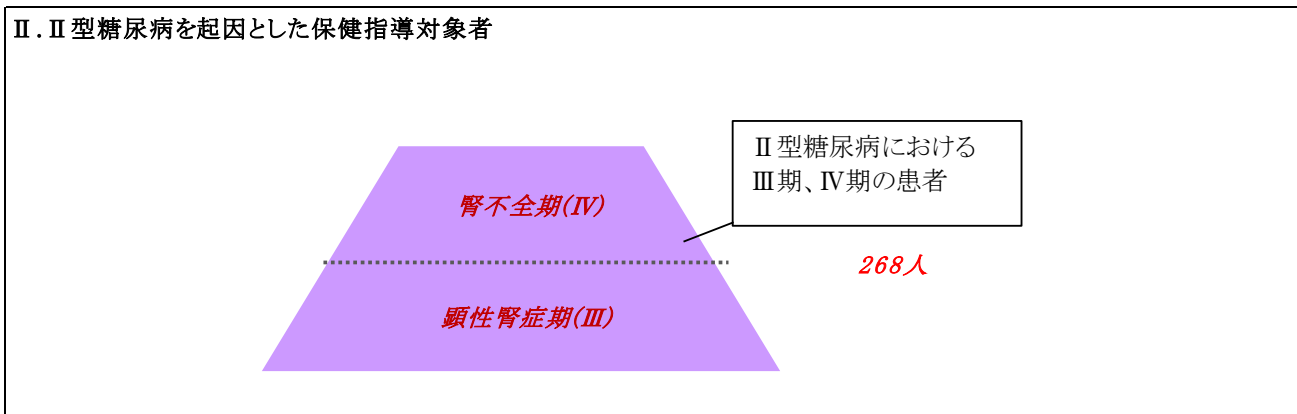 Ⅱ.Ⅱ型糖尿病を起因とした保健指導対象者
Ⅱ型糖尿病における
Ⅲ期、Ⅳ期の患者
腎不全期(Ⅳ)
268人
顕性腎症期(Ⅲ)